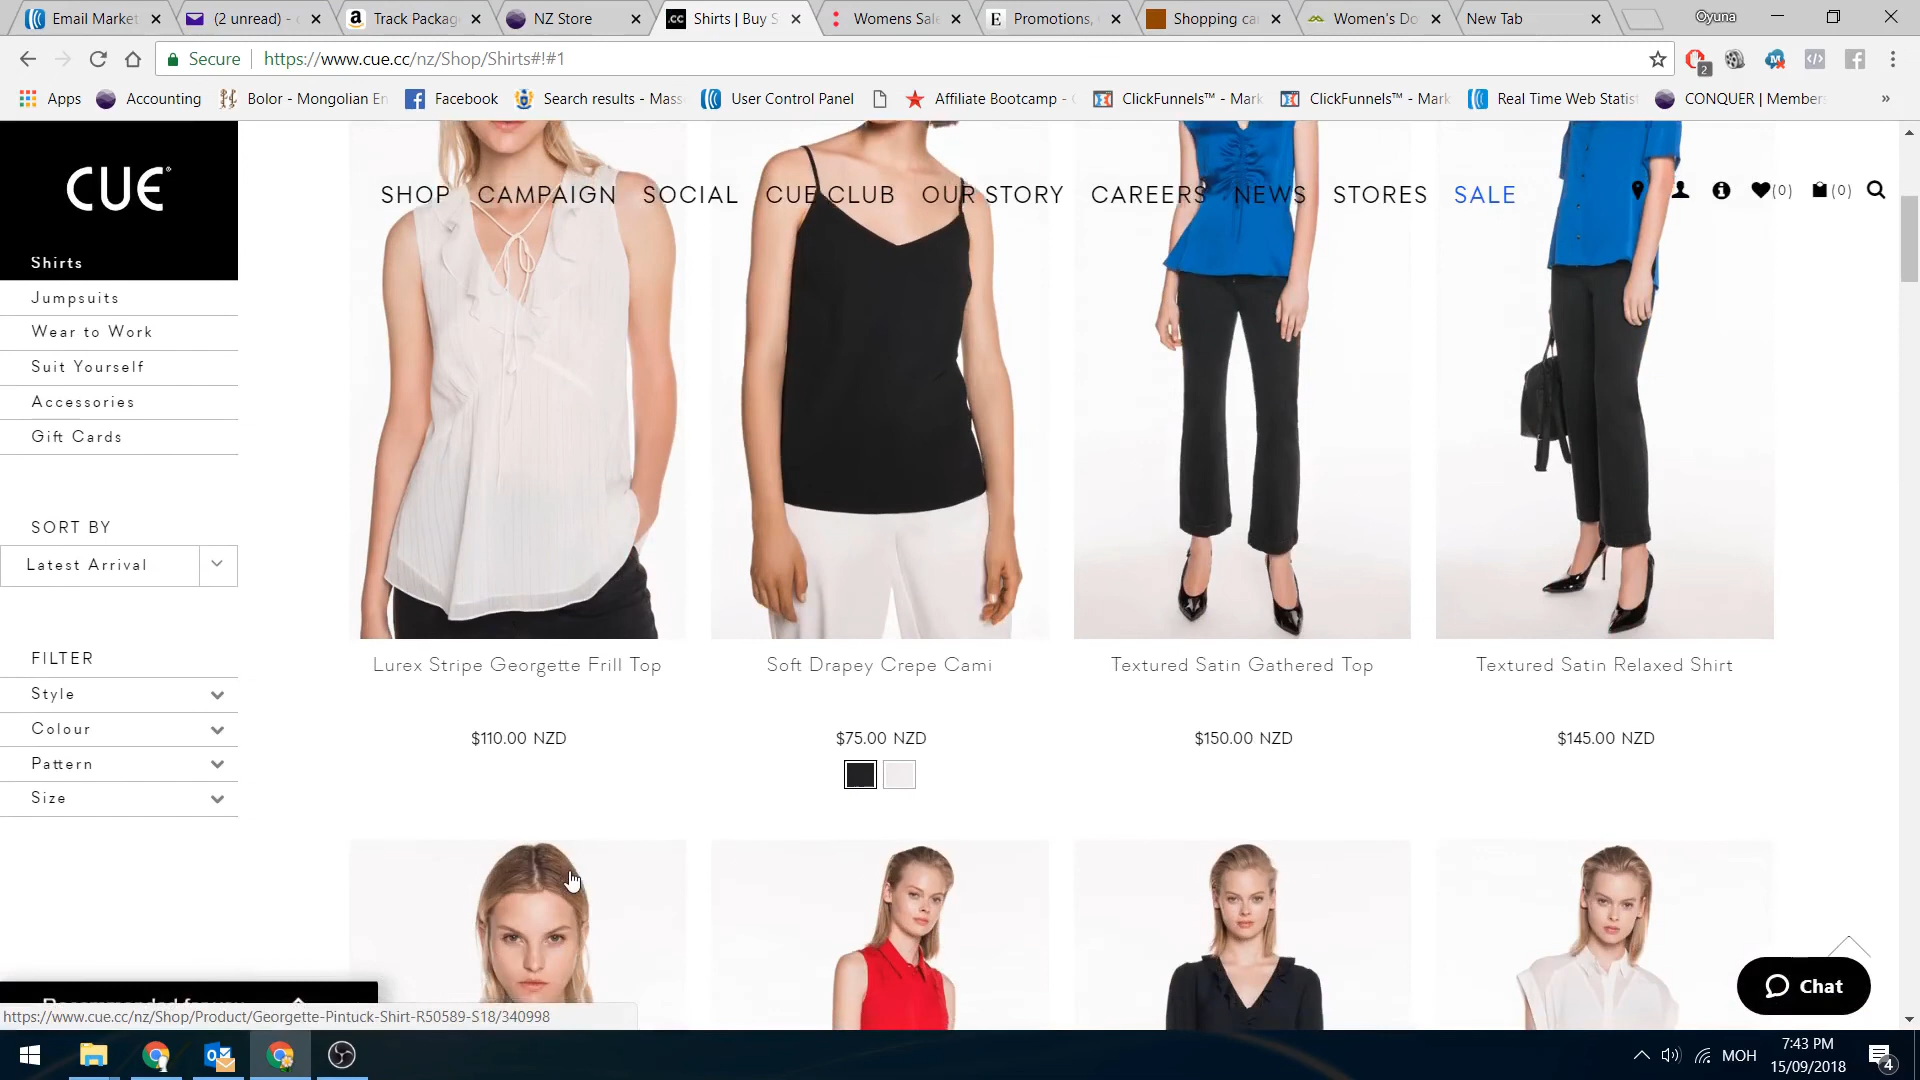 Email Market
(2 unread) -
Track Packag
NZ Store
Shirts | Buy S
Womens Sal
Promotions,
Shopping ca
Women's Do
New Tab
Oyuna
Secure
https://www.cue.cc/nz/Shop/Shirts#!#1
2
Apps
Accounting
Bolor - Mongolian En
Facebook
Search results - Mass
User Control Panel
Affiliate Bootcamp -
ClickFunnels™ - Mark
ClickFunnels™ - Mark
Real Time Web Statist
CONQUER | Members
»
CUE
SHOP CAMPAIGN SOCIAL CUE CLUB OUR STORY CAREERS NEWS STORES SALE
(0) (0)
Shirts
Jumpsuits
Wear to Work
Suit Yourself
Accessories
Gift Cards
SORT BY
Latest Arrival
FILTER
Style
Colour
Pattern
Size
Lurex Stripe Georgette Frill Top
$110.00 NZD
Soft Drapey Crepe Cami
$75.00 NZD
Textured Satin Gathered Top
$150.00 NZD
Textured Satin Relaxed Shirt
$145.00 NZD
Recommended for you
Chat
https://www.cue.cc/nz/Shop/Product/Georgette-Pintuck-Shirt-R50589-S18/340998
MOH
7:43 PM
15/09/2018
4